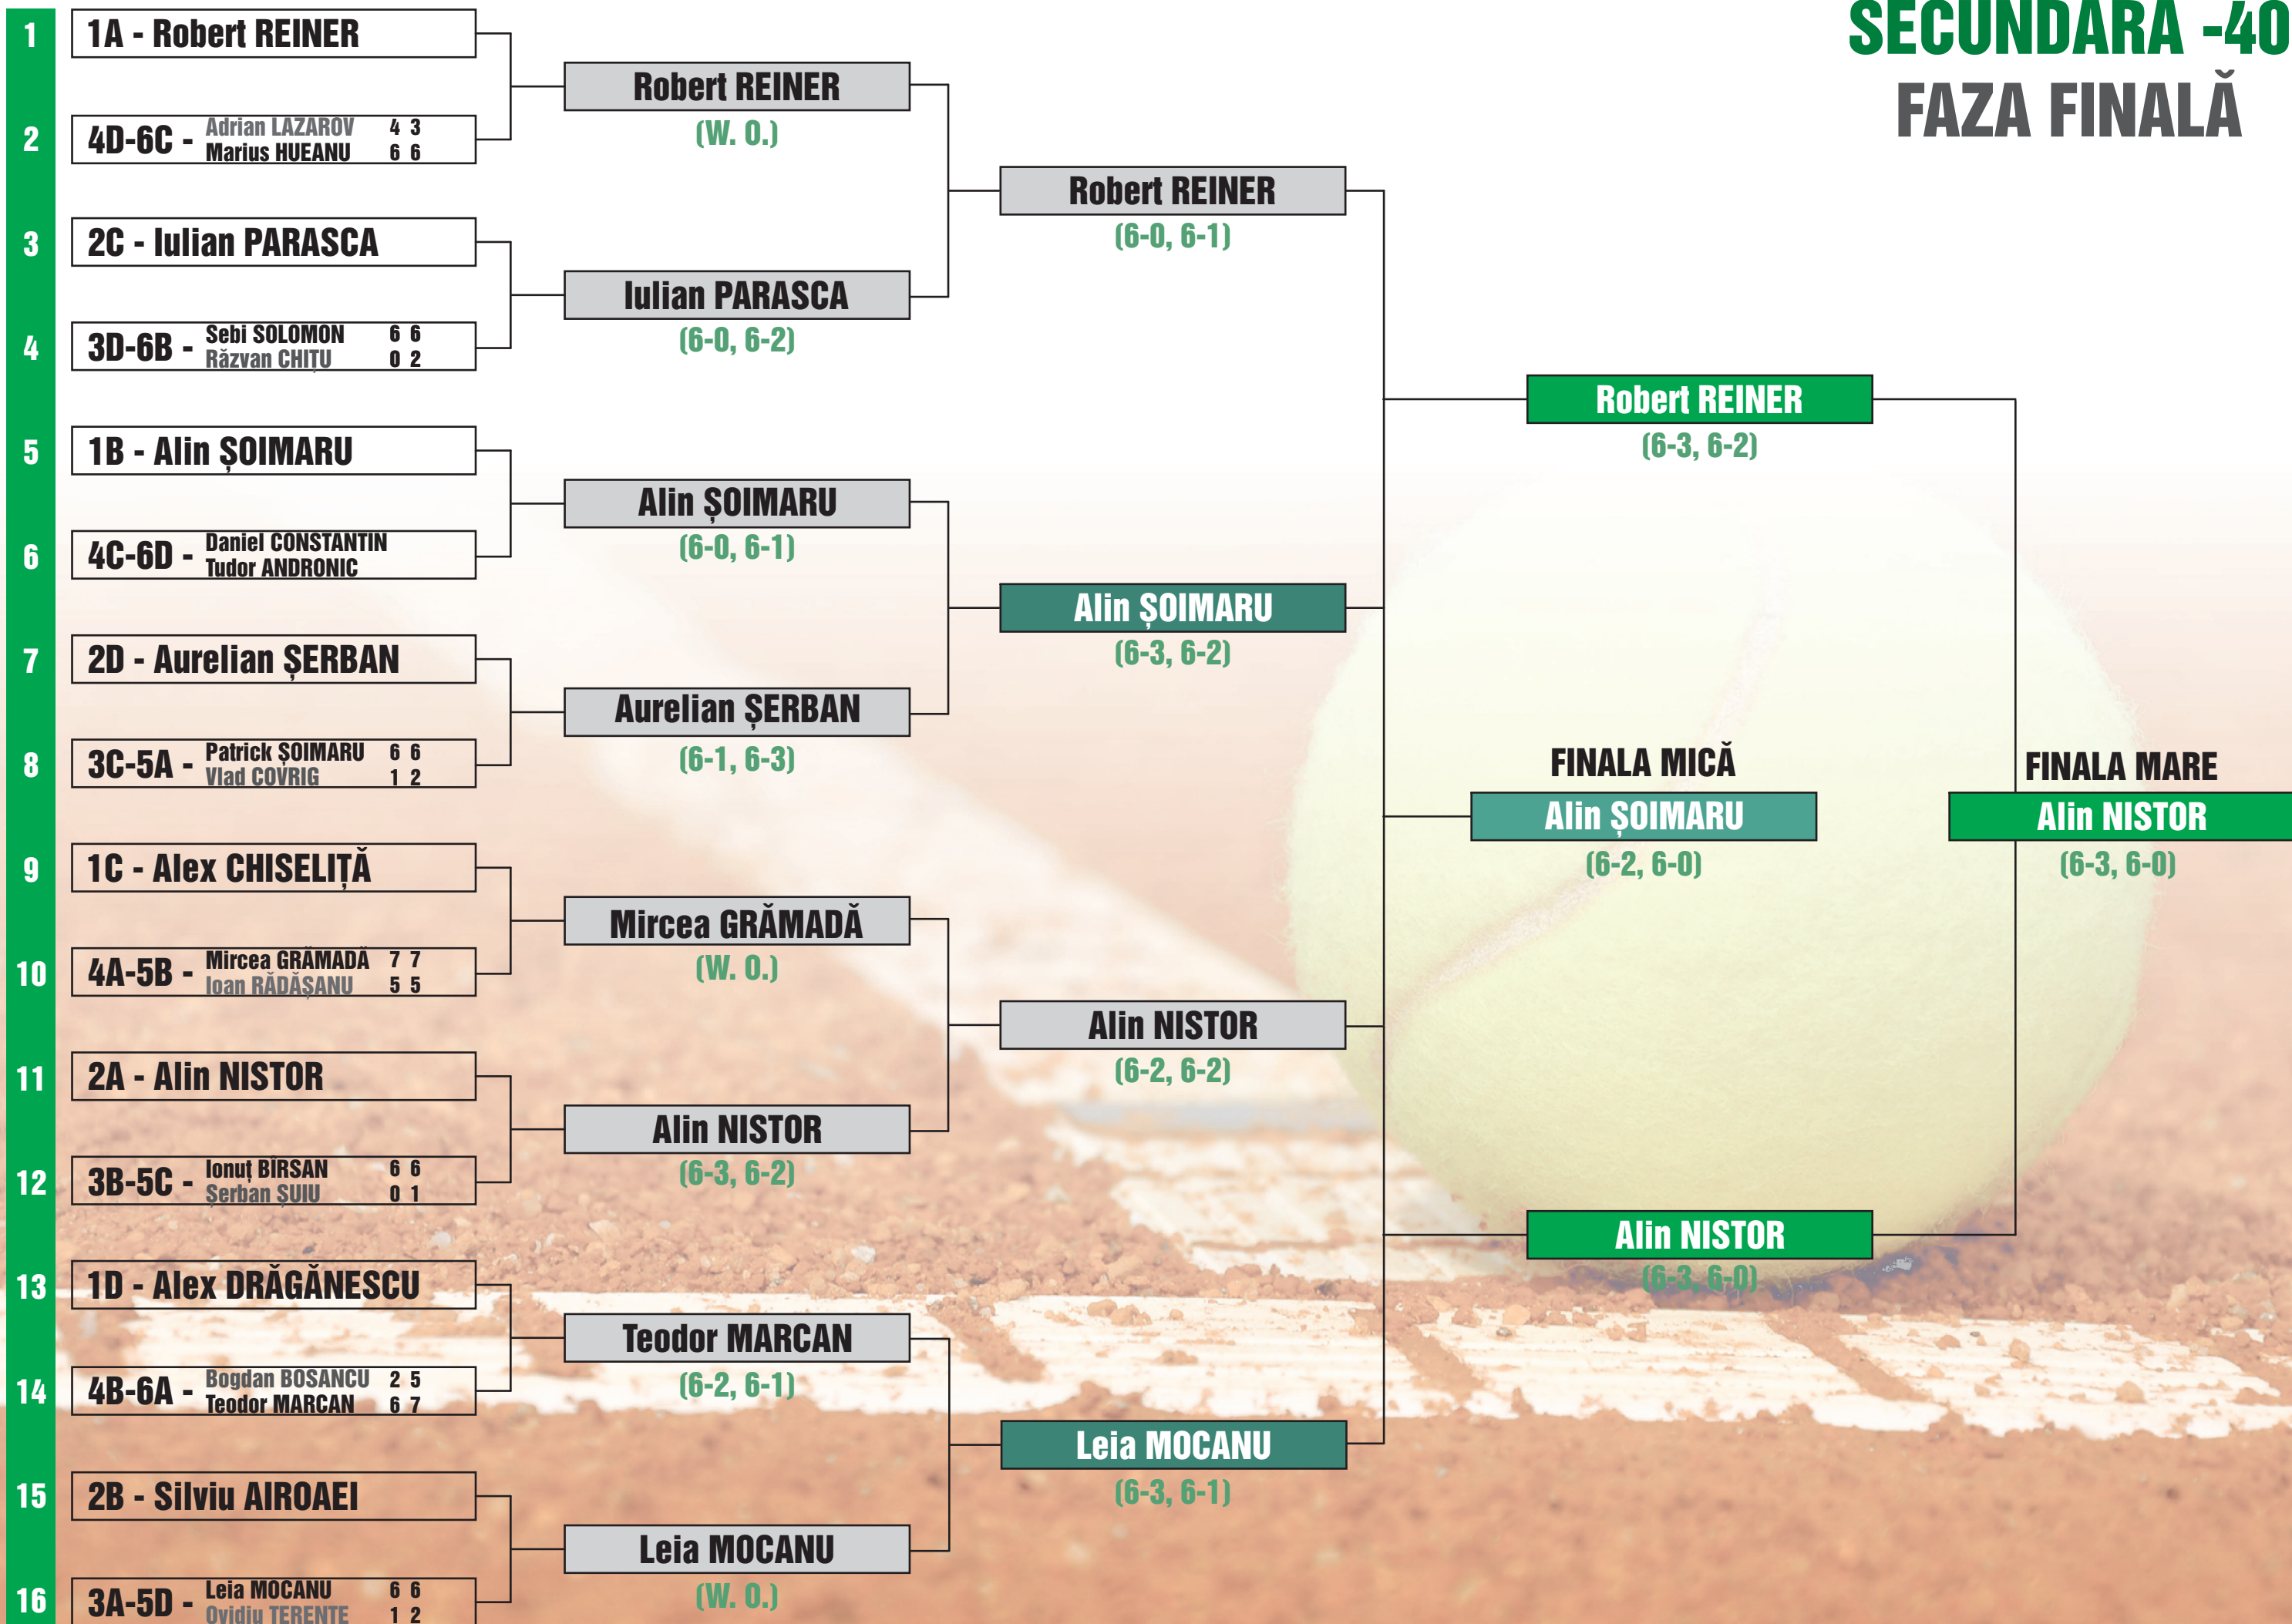 SECUNDARA -40
FAZA FINALĂ
1
1A - Robert REINER
2
4D-6C - Adrian LAZAROV 4 3
Marius HUEANU 6 6
3
2C - Iulian PARASCA
4
3D-6B - Sebi SOLOMON 6 6
Răzvan CHIȚU 0 2
5
1B - Alin ȘOIMARU
6
4C-6D - Daniel CONSTANTIN
Tudor ANDRONIC
7
2D - Aurelian ȘERBAN
8
3C-5A - Patrick ȘOIMARU 6 6
Vlad COVRIG 1 2
9
1C - Alex CHISELIȚĂ
10
4A-5B - Mircea GRĂMADĂ 7 7
Ioan RĂDĂȘANU 5 5
11
2A - Alin NISTOR
12
3B-5C - Ionuț BÎRSAN 6 6
Șerban ȘUIU 0 1
13
1D - Alex DRĂGĂNESCU
14
4B-6A - Bogdan BOSANCU 2 5
Teodor MARCAN 6 7
15
2B - Silviu AIROAEI
16
3A-5D - Leia MOCANU 6 6
Ovidiu TERENTE 1 2
Robert REINER
(W. O.)
Iulian PARASCA
(6-0, 6-2)
Alin ȘOIMARU
(6-0, 6-1)
Aurelian ȘERBAN
(6-1, 6-3)
Mircea GRĂMADĂ
(W. O.)
Alin NISTOR
(6-3, 6-2)
Teodor MARCAN
(6-2, 6-1)
Leia MOCANU
(W. O.)
Robert REINER
(6-0, 6-1)
Alin ȘOIMARU
(6-3, 6-2)
Alin NISTOR
(6-2, 6-2)
Leia MOCANU
(6-3, 6-1)
Robert REINER
(6-3, 6-2)
FINALA MICĂ
Alin ȘOIMARU
(6-2, 6-0)
Alin NISTOR
(6-3, 6-0)
FINALA MARE
Alin NISTOR
(6-3, 6-0)